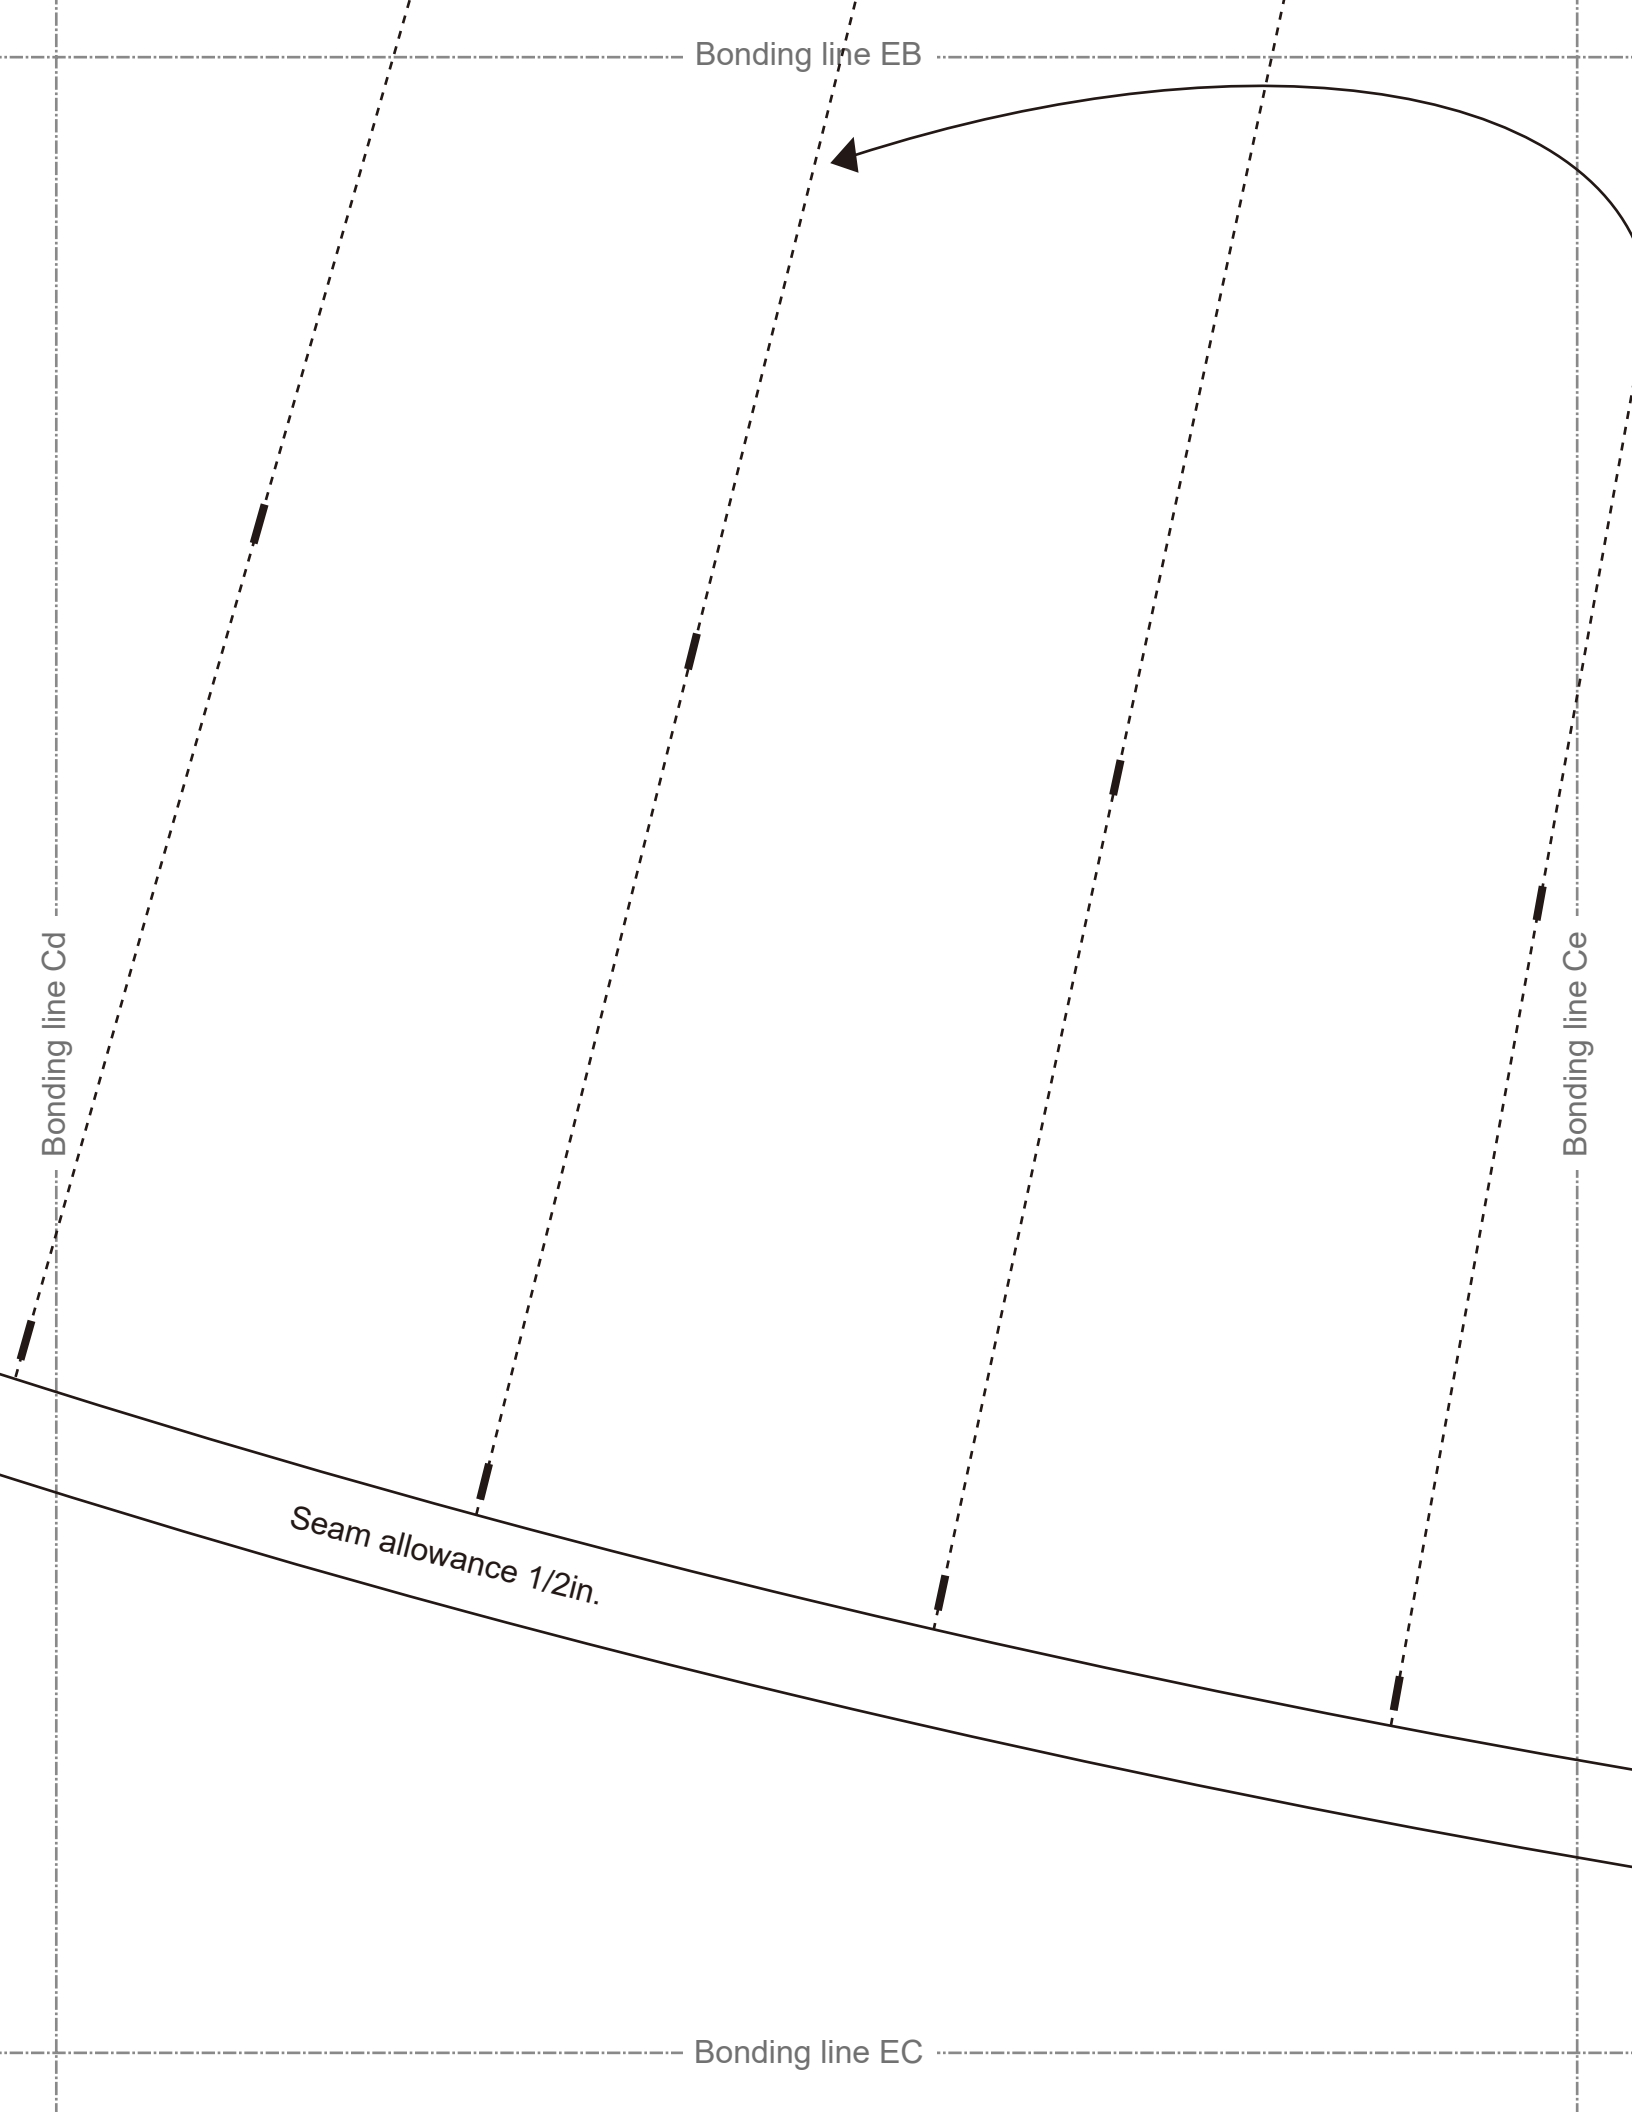 Bonding line EB
Bonding line Cd
Bonding line Ce
Seam allowance 1/2in.
Bonding line EC